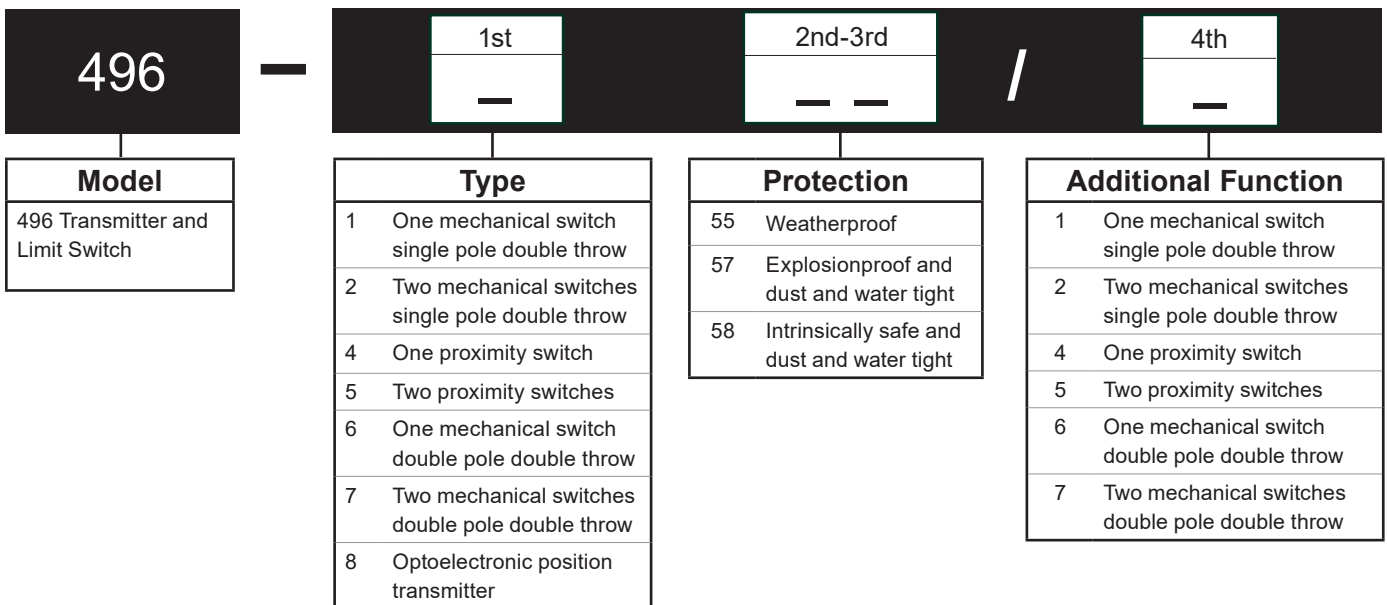 496 – 1st 2nd-3rd / 4th
_ _ _ _
Model
496 Transmitter and
Limit Switch
Type
1 One mechanical switch
single pole double throw
2 Two mechanical switches
single pole double throw
4 One proximity switch
5 Two proximity switches
6 One mechanical switch
double pole double throw
7 Two mechanical switches
double pole double throw
8 Optoelectronic position
transmitter
Protection
55 Weatherproof
57 Explosionproof and
dust and water tight
58 Intrinsically safe and
dust and water tight
Additional Function
1 One mechanical switch
single pole double throw
2 Two mechanical switches
single pole double throw
4 One proximity switch
5 Two proximity switches
6 One mechanical switch
double pole double throw
7 Two mechanical switches
double pole double throw